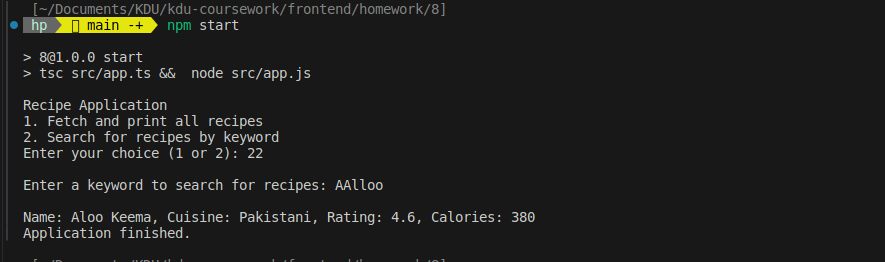 [~/Documents/KDU/kdu-coursework/frontend/homework/8]
hp main -+ npm start
> 8@1.0.0 start
> tsc src/app.ts && node src/app.js
Recipe Application
1. Fetch and print all recipes
2. Search for recipes by keyword
Enter your choice (1 or 2): 22
Enter a keyword to search for recipes: AAlloo
Name: Aloo Keema, Cuisine: Pakistani, Rating: 4.6, Calories: 380
Application finished.